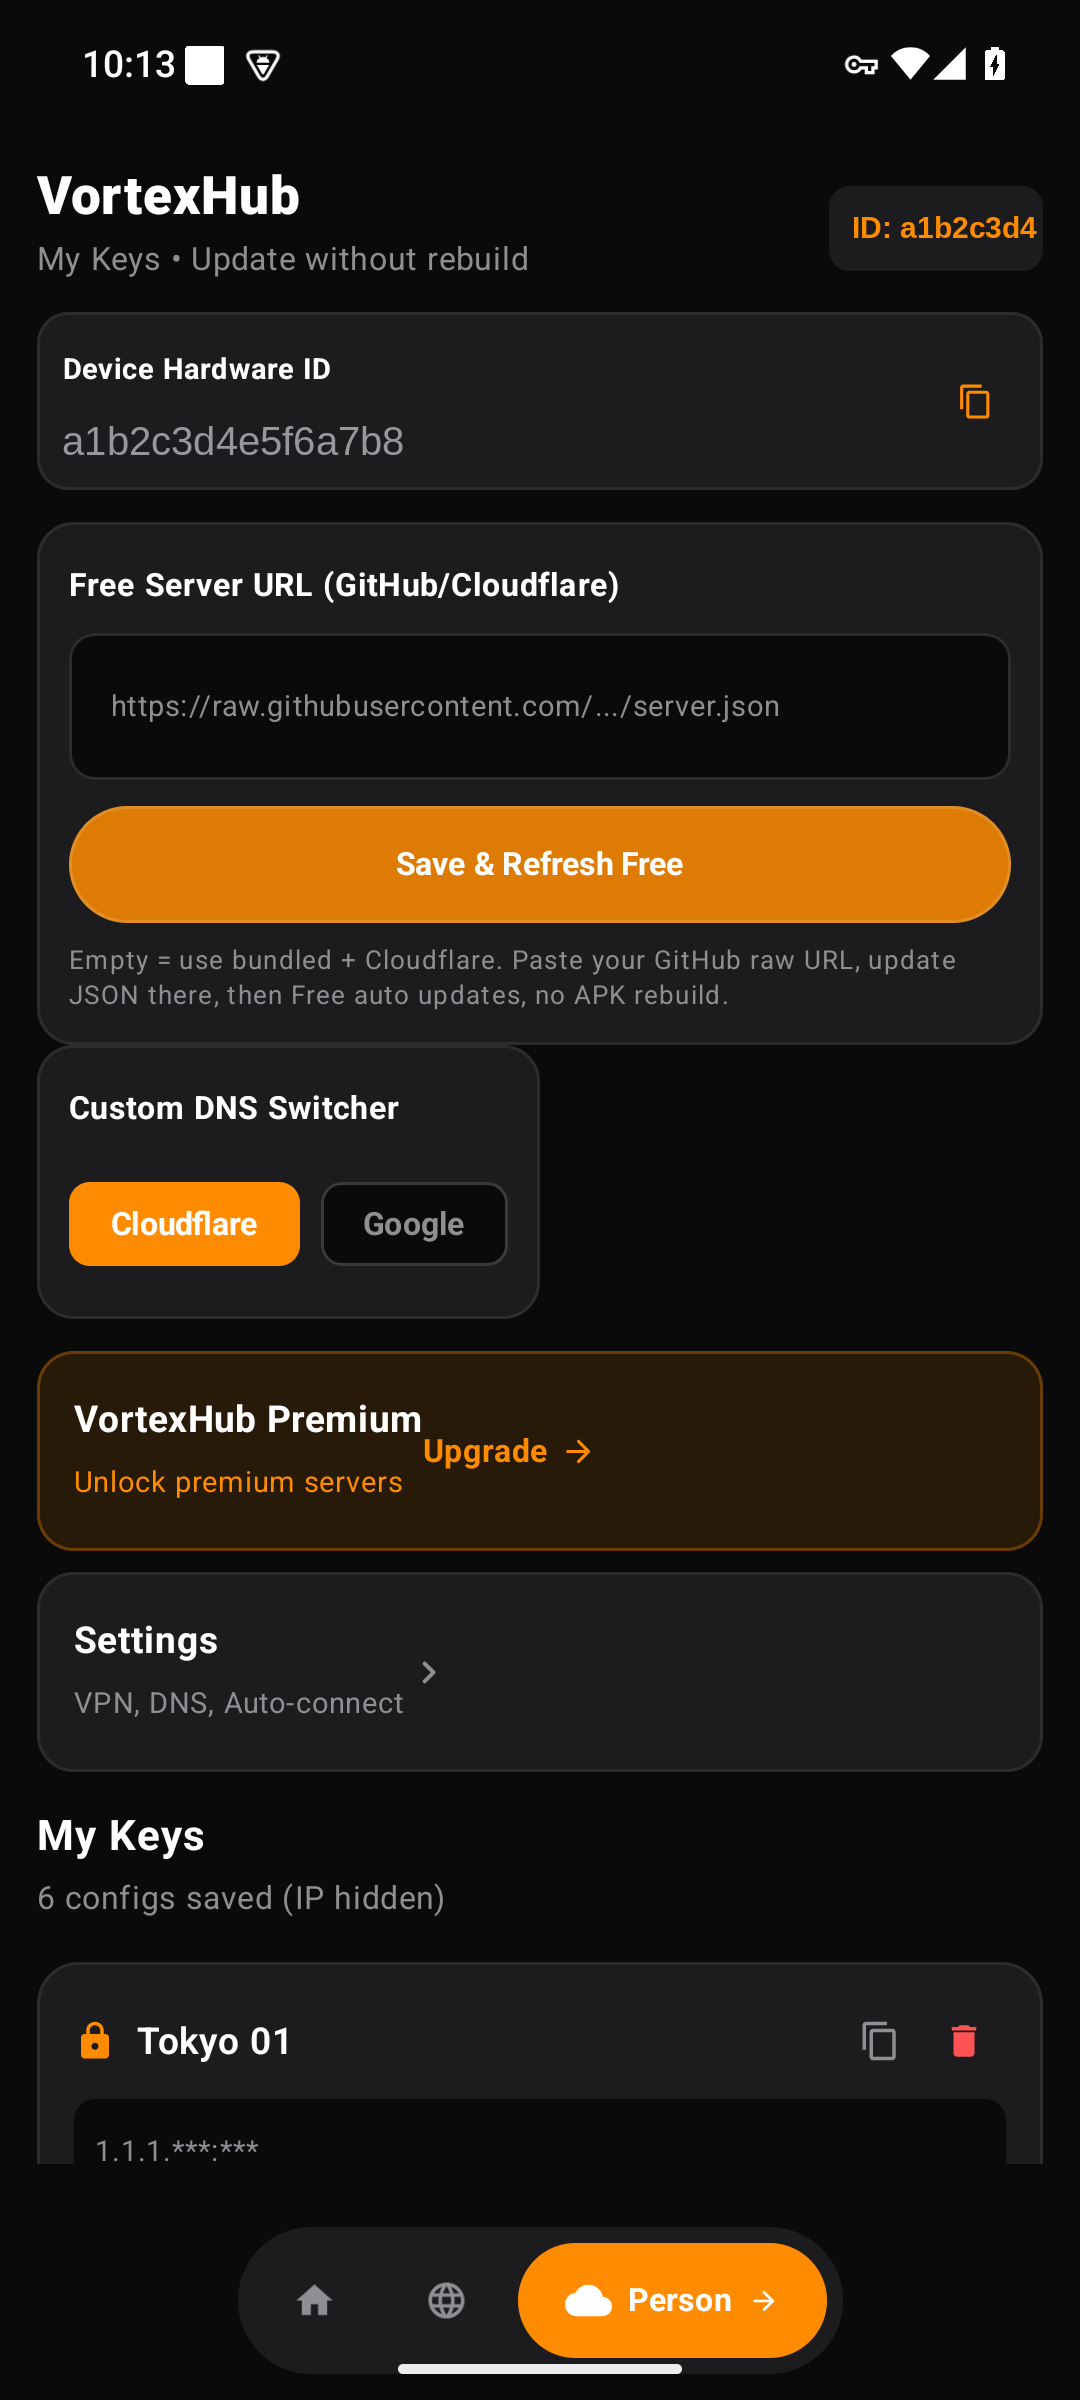 10:13
VortexHub
My Keys • Update without rebuild
ID: a1b2c3d4
Device Hardware ID
a1b2c3d4e5f6a7b8
Free Server URL (GitHub/Cloudflare)
https://raw.githubusercontent.com/.../server.json
Save & Refresh Free
Empty = use bundled + Cloudflare. Paste your GitHub raw URL, update
JSON there, then Free auto updates, no APK rebuild.
Custom DNS Switcher
Cloudflare
Google
VortexHub Premium
Upgrade →
Unlock premium servers
Settings
VPN, DNS, Auto-connect
My Keys
6 configs saved (IP hidden)
Tokyo 01
1.1.1.***:***
Person →